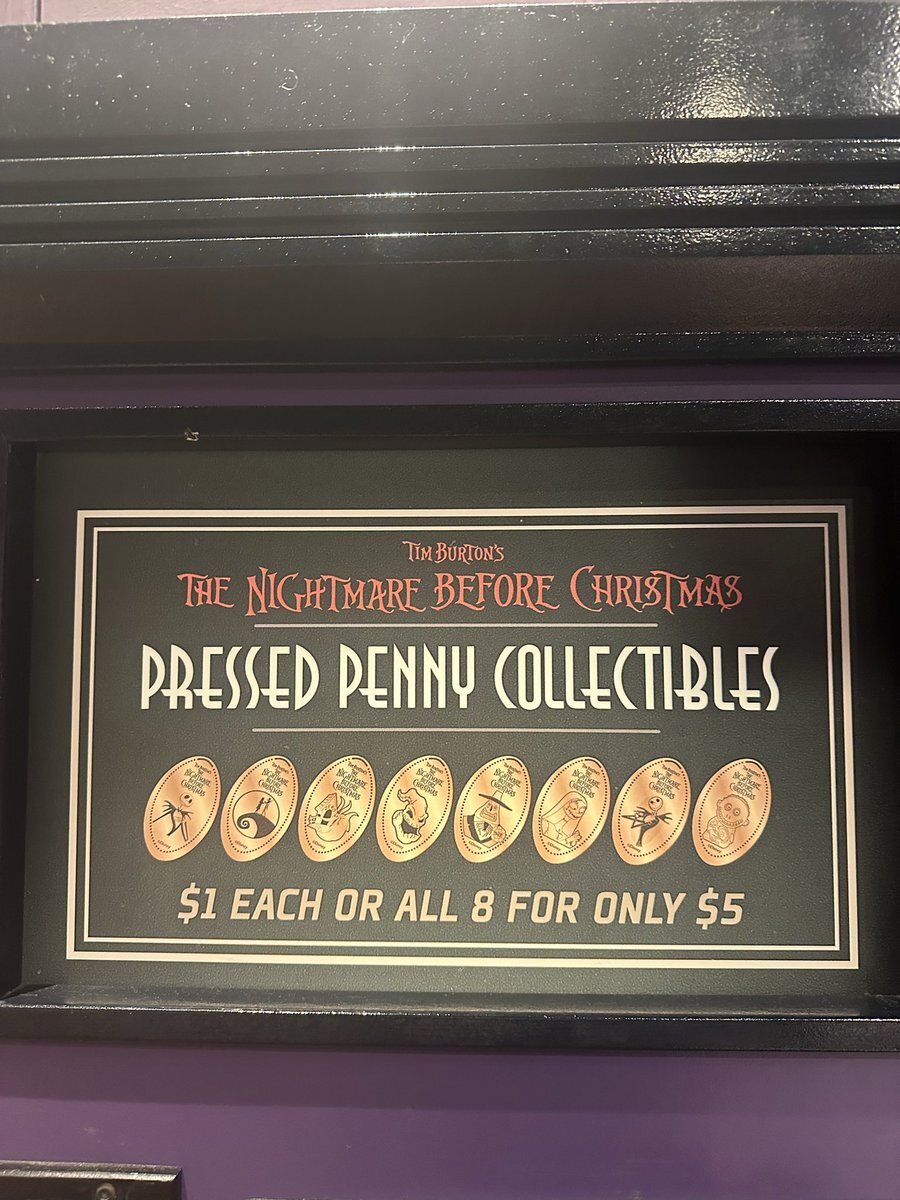 TIM BURTON'S
THE NIGHTMARE BEFORE CHRISTMAS
PRESSED PENNY COLLECTIBLES
$1 EACH OR ALL 8 FOR ONLY $5